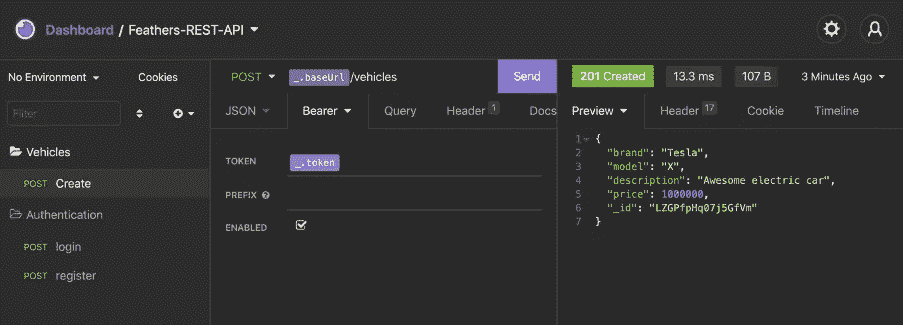 Dashboard / Feathers-REST-API
No Environment
Cookies
Filter
Vehicles
POST Create
Authentication
POST login
POST register
POST _.baseUrl /vehicles
Send
JSON
Bearer
Query
Header 1
Docs
TOKEN
_.token
PREFIX
ENABLED
201 Created
13.3 ms
107 B
3 Minutes Ago
Preview
Header 17
Cookie
Timeline
1 {
2 "brand": "Tesla",
3 "model": "X",
4 "description": "Awesome electric car",
5 "price": 1000000,
6 "_id": "LZGPfpMq07j5GfVm"
7 }